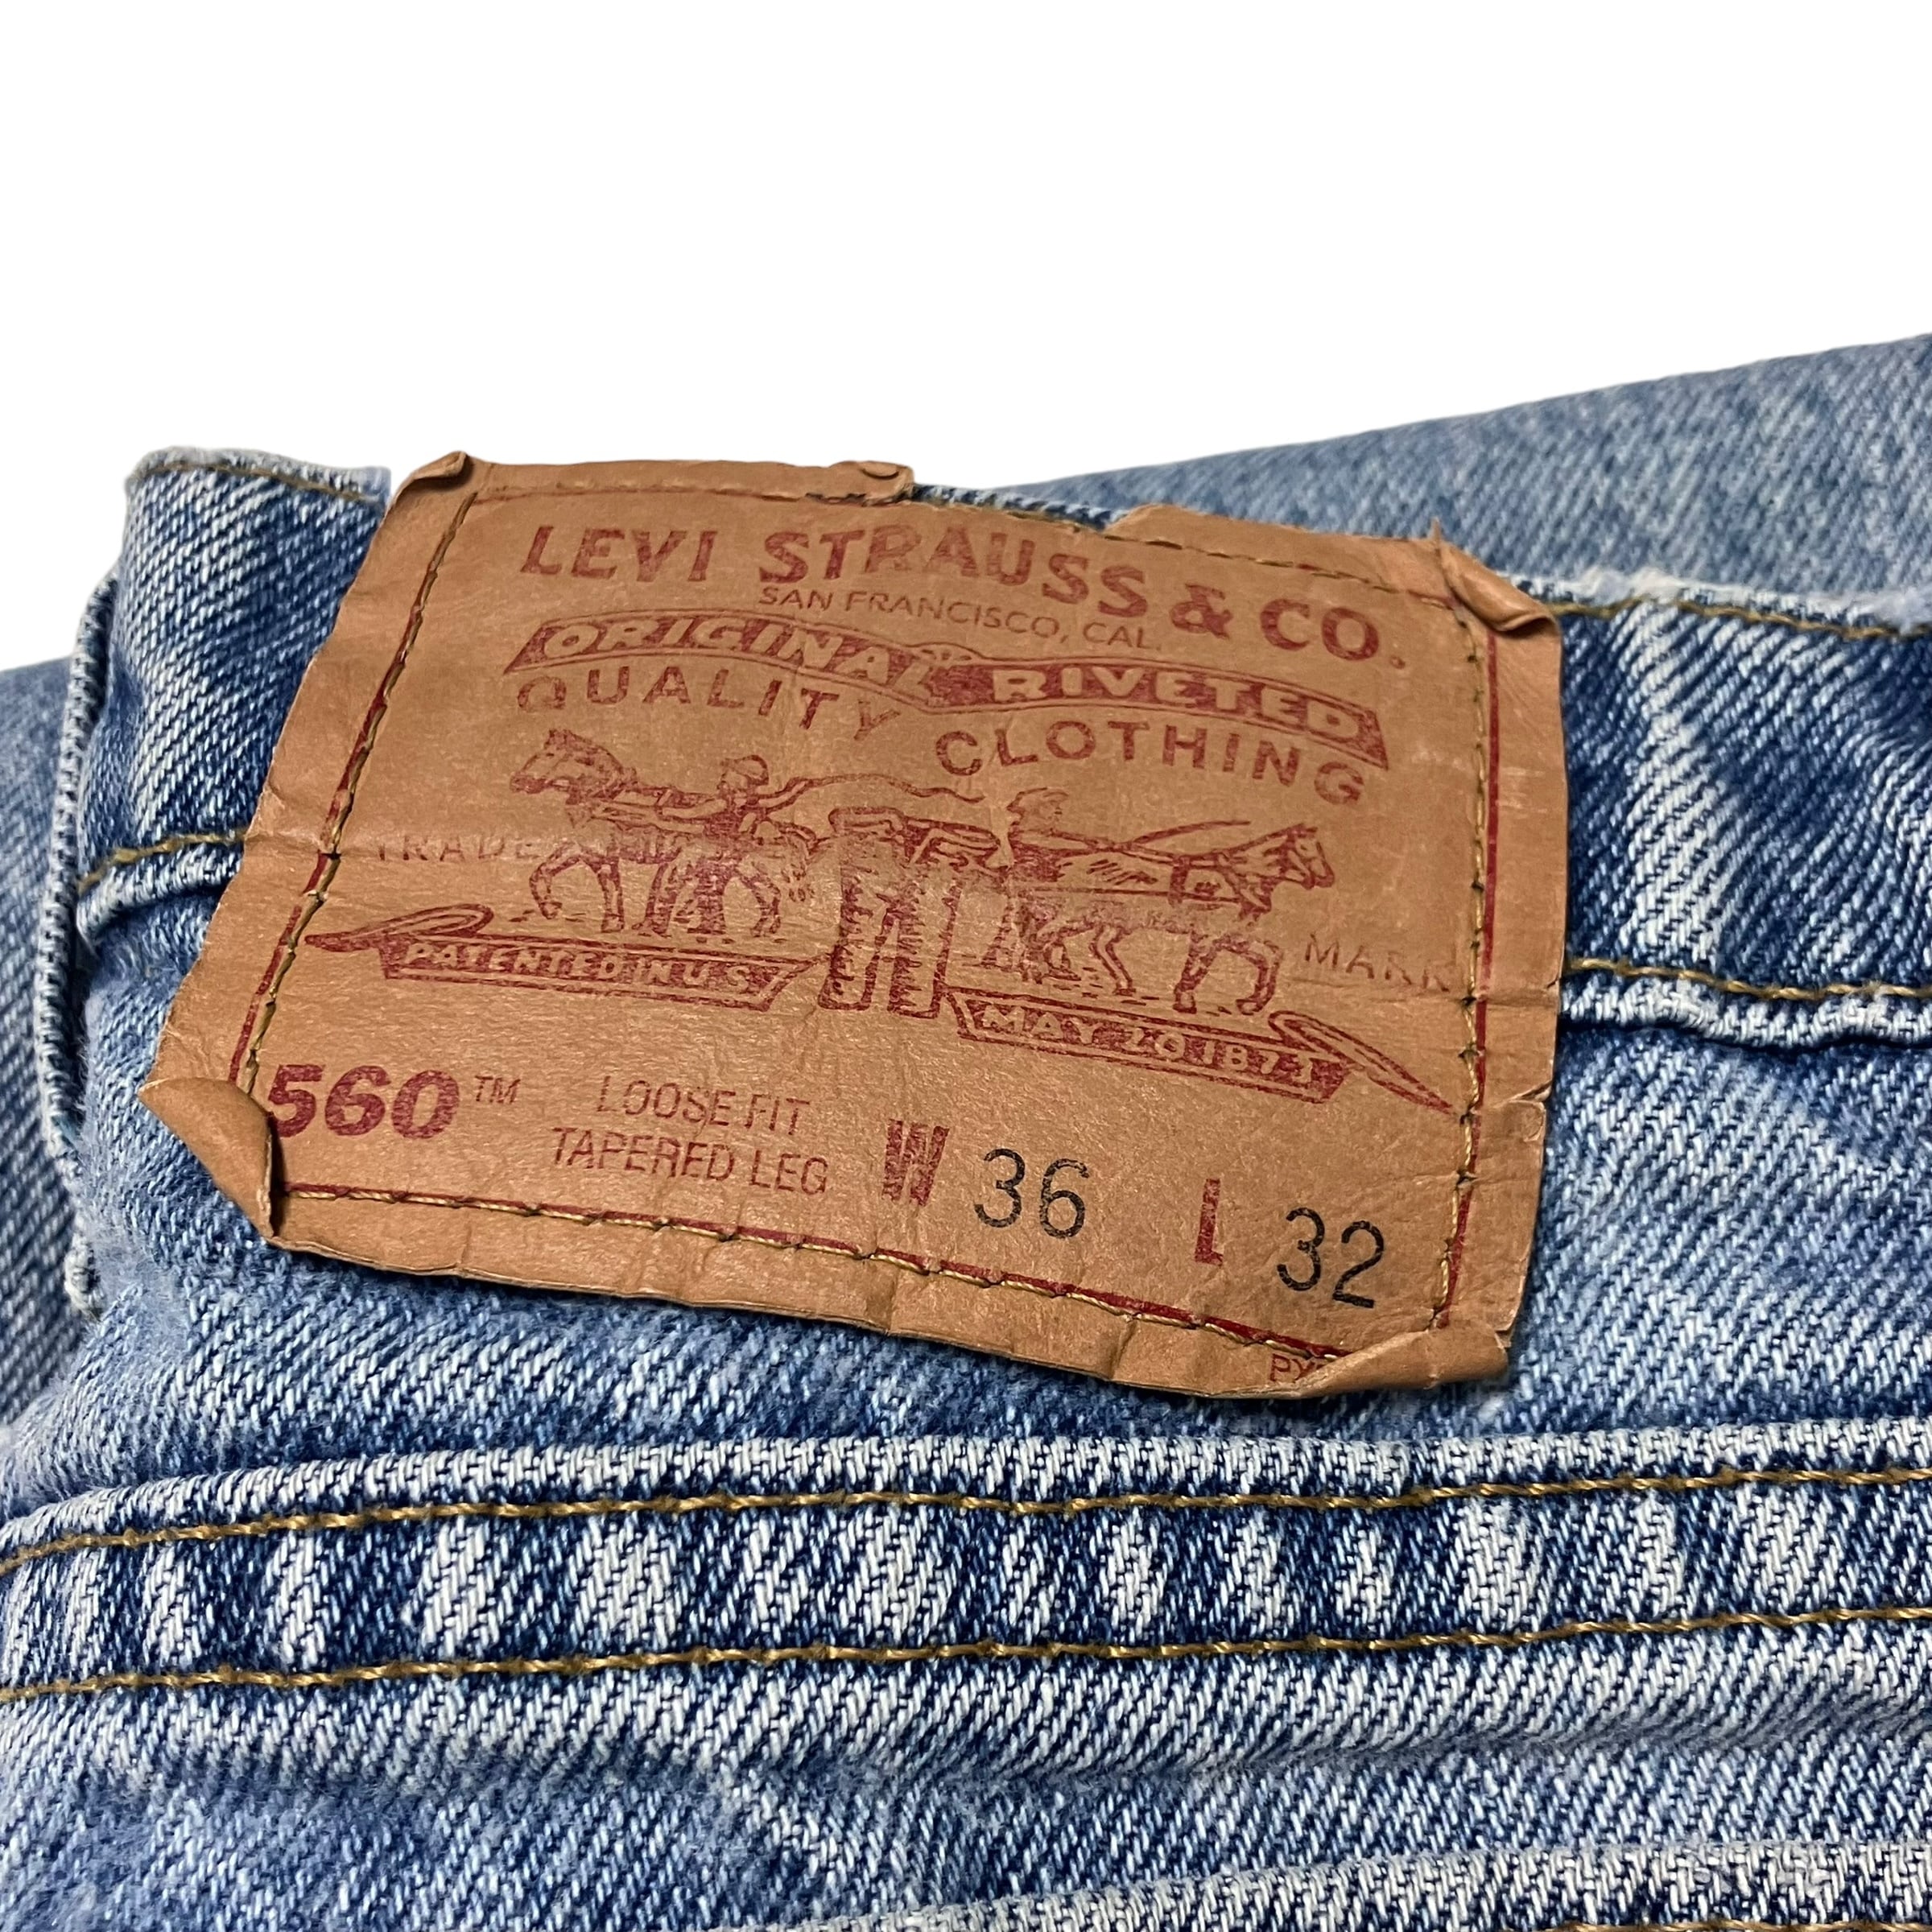 LEVI STRAUSS & CO.
SAN FRANCISCO, CAL.
ORIGINAL RIVETED
QUALITY CLOTHING
TRADE MARK
PATENTED IN U.S.
MAY 20 1873
560™ LOOSE FIT
TAPERED LEG
W 36 L 32